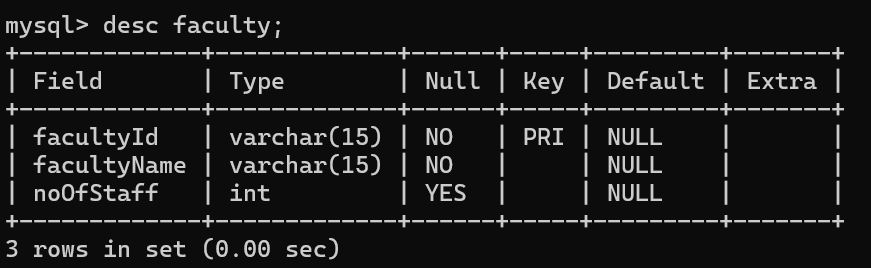 mysql> desc faculty;
+-------------+-------------+------+-----+---------+-------+
| Field       | Type        | Null | Key | Default | Extra |
+-------------+-------------+------+-----+---------+-------+
| facultyId   | varchar(15) | NO   | PRI | NULL    |       |
| facultyName | varchar(15) | NO   |     | NULL    |       |
| noOfStaff   | int         | YES  |     | NULL    |       |
+-------------+-------------+------+-----+---------+-------+
3 rows in set (0.00 sec)